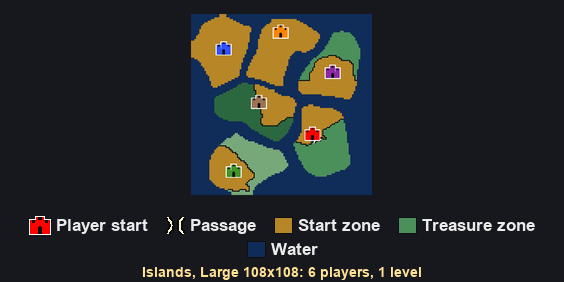 Player start
Passage
Start zone
Treasure zone
Water
Islands, Large 108x108: 6 players, 1 level